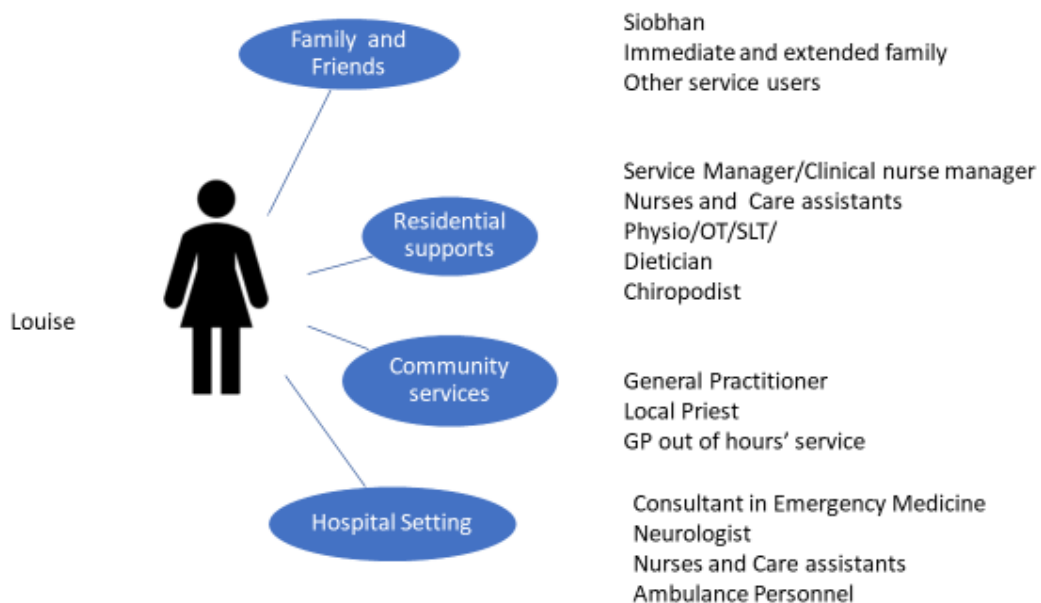 Family and
Friends
Siobhan
Immediate and extended family
Other service users
Residential
supports
Service Manager/Clinical nurse manager
Nurses and Care assistants
Physio/OT/SLT/
Dietician
Chiropodist
Louise
Community
services
General Practitioner
Local Priest
GP out of hours’ service
Hospital Setting
Consultant in Emergency Medicine
Neurologist
Nurses and Care assistants
Ambulance Personnel